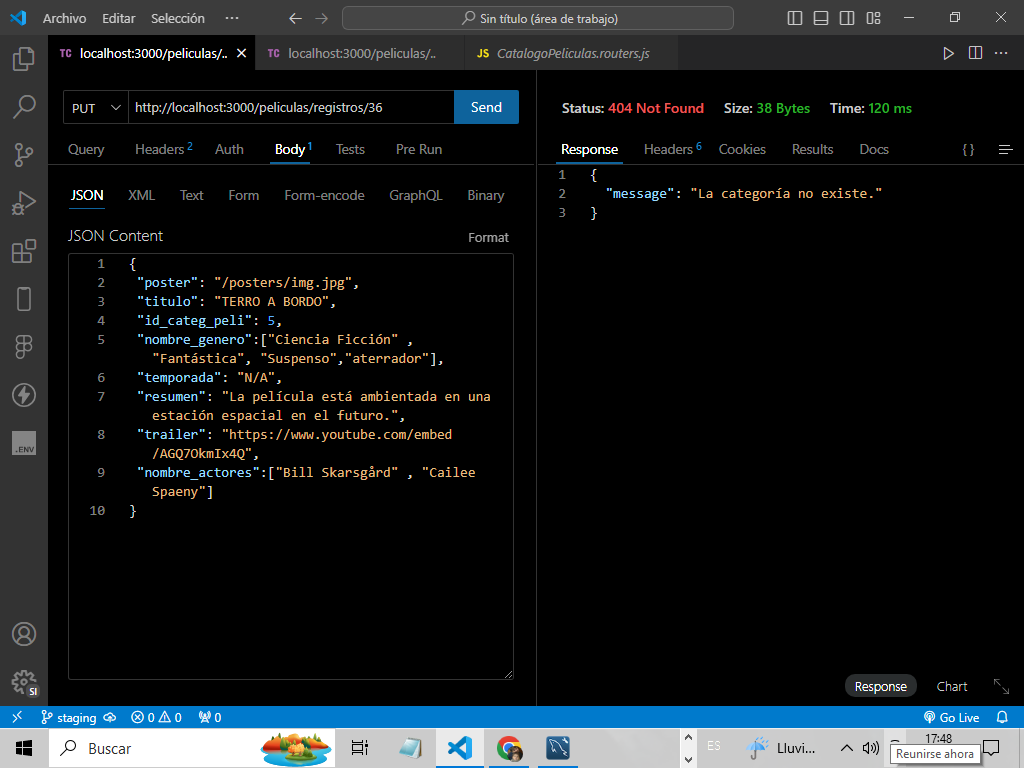 Archivo Editar Selección ··· Sin título (área de trabajo)
TC localhost:3000/peliculas/.. TC localhost:3000/peliculas/.. JS CatalogoPeliculas.routers.js
PUT http://localhost:3000/peliculas/registros/36 Send
Status: 404 Not Found Size: 38 Bytes Time: 120 ms
Query Headers 2 Auth Body 1 Tests Pre Run
Response Headers 6 Cookies Results Docs { }
JSON XML Text Form Form-encode GraphQL Binary
JSON Content Format
1 {
2 "poster": "/posters/img.jpg",
3 "titulo": "TERRO A BORDO",
4 "id_categ_peli": 5,
5 "nombre_genero":["Ciencia Ficción" ,
"Fantástica", "Suspenso","aterrador"],
6 "temporada": "N/A",
7 "resumen": "La película está ambientada en una
estación espacial en el futuro.",
8 "trailer": "https://www.youtube.com/embed
/AGQ7OkmIx4Q",
9 "nombre_actores":["Bill Skarsgård" , "Cailee
Spaeny"]
10 }
1 {
2 "message": "La categoría no existe."
3 }
Response Chart
.ENV
SI
staging 0 0 0 Go Live
Buscar ES Lluvi... 17:48
Reunirse ahora